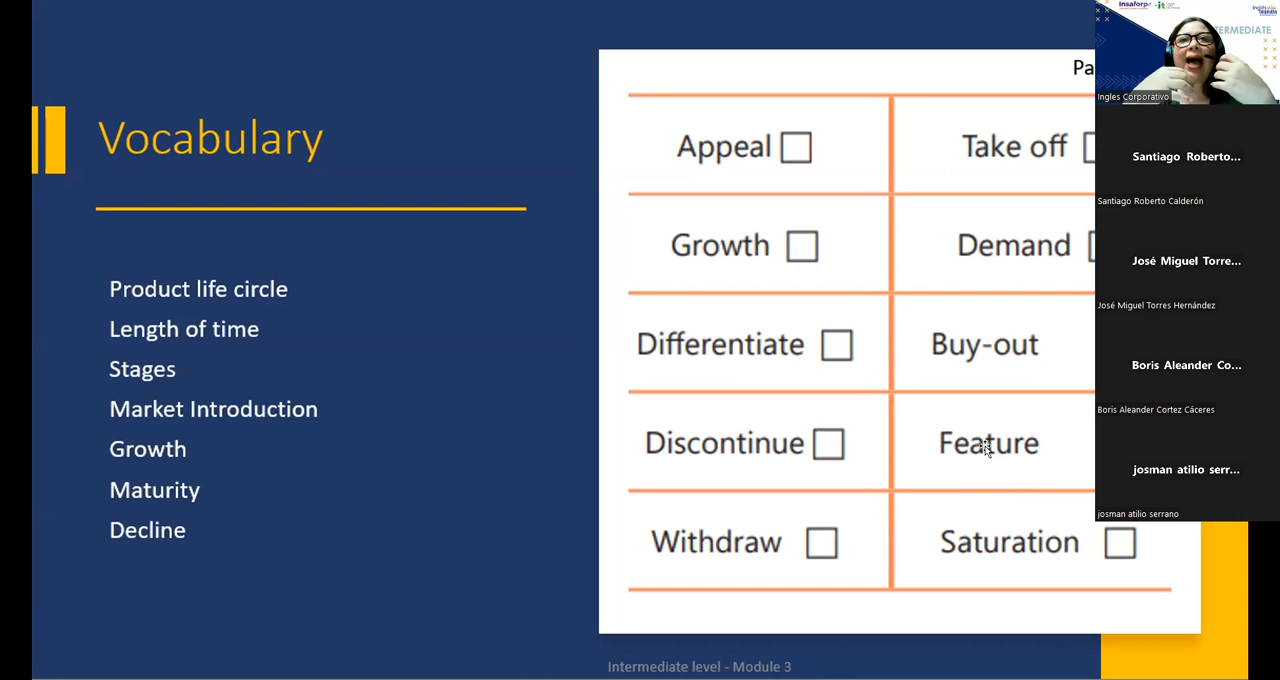 Vocabulary
Product life circle
Length of time
Stages
Market Introduction
Growth
Maturity
Decline
Pa
Appeal
Take off
Growth
Demand
Differentiate
Buy-out
Discontinue
Feature
Withdraw
Saturation
Intermediate level - Module 3
Insaforp
it
ERMEDIATE
Ingles Corporativo
Santiago Roberto...
Santiago Roberto Calderón
José Miguel Torre...
José Miguel Torres Hernández
Boris Aleander Co...
Boris Aleander Cortez Cáceres
josman atilio serr...
josman atilio serrano